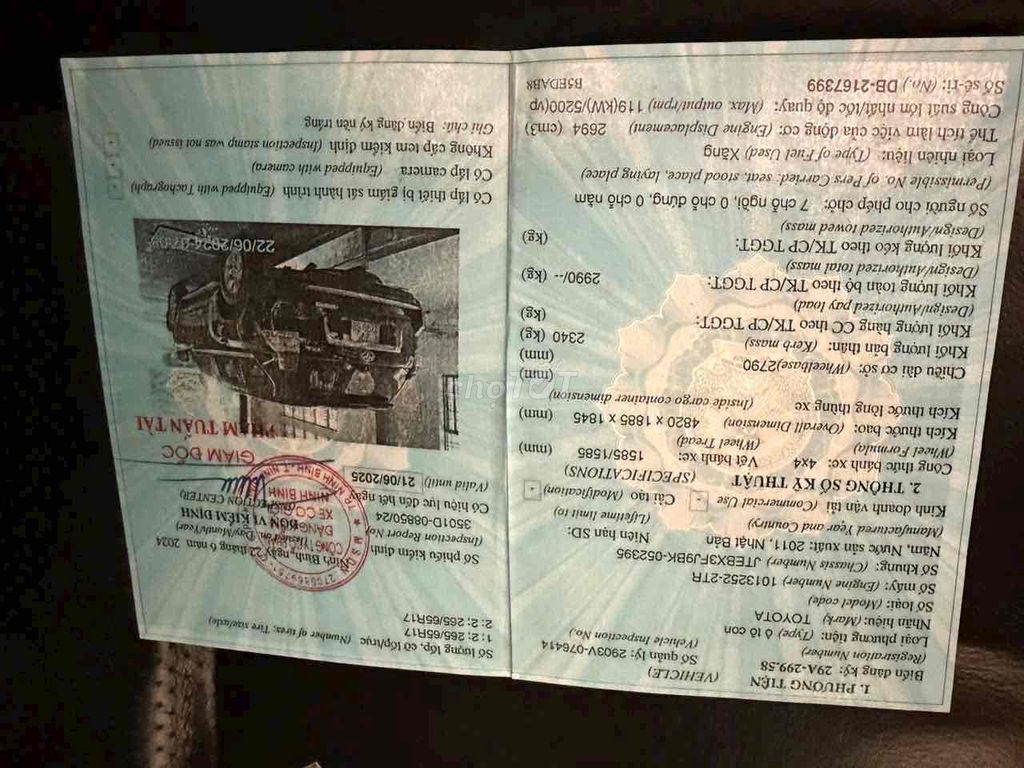 1. PHƯƠNG TIỆN (VEHICLE)
Biển đăng ký: 29A-299.58
(Registration Number)
Số quản lý: 2903V-076414
(Vehicle Inspection No.)
Loại phương tiện: (Type) ô tô con
Nhãn hiệu: (Mark) TOYOTA
Số loại: (Model code)
Số máy: (Engine Number) 1013252-2TR
Số khung: (Chassis Number) JTEBX3FJ9BK-052395
Năm, Nước sản xuất: 2011, Nhật Bản
Niên hạn SD:
(Manufactured Year and Country)
(Lifetime limit to)
Kinh doanh vận tải (Commercial Use) -
Cải tạo (Modification) -
2. THÔNG SỐ KỸ THUẬT (SPECIFICATIONS)
Công thức bánh xe: 4x4 Vết bánh xe: 1585/1585 (mm)
(Wheel Formula) (Wheel Tread)
Kích thước bao: (Overall Dimension) 4820 x 1885 x 1845 (mm)
Kích thước lòng thùng xe (Inside cargo container dimension)
(mm)
Chiều dài cơ sở: (Wheelbase) 2790 (mm)
Khối lượng bản thân: (Kerb mass) 2340 (kg)
Khối lượng hàng CC theo TK/CP TGGT: (kg)
(Design/Authorized pay load)
Khối lượng toàn bộ theo TK/CP TGGT: 2990/-- (kg)
(Design/Authorized total mass)
Khối lượng kéo theo TK/CP TGGT: (kg)
(Design/Authorized towed mass)
Số người cho phép chở: 7 chỗ ngồi, 0 chỗ đứng, 0 chỗ nằm
(Permissible No. of Pers Carried: seat, stood place, laying place)
Loại nhiên liệu: (Type of Fuel Used) Xăng
Thể tích làm việc của động cơ: (Engine Displacement) 2694 (cm3)
Công suất lớn nhất/tốc độ quay: (Max. output/rpm) 119(kW)/5200(vp)
Số sê-ri: (No.) DB-2167399 B5EDAB8
Số lượng lốp, cỡ lốp/trục (Number of tires; Tire size/axle)
1: 2; 265/65R17
2: 2; 265/65R17
Ninh Bình, ngày 22 tháng 6 năm 2024
Số phiếu kiểm định
(Inspection Report No)
3501D-08850/24
Có hiệu lực đến hết ngày
(Valid until) 21/06/2025
ĐƠN VỊ KIỂM ĐỊNH
GIÁM ĐỐC
PHẠM TUẤN TÀI
22/06/2024
chợTỐT
Có lắp thiết bị giám sát hành trình (Equipped with Tachograph) -
Có lắp camera (Equipped with camera) -
Không cấp tem kiểm định (Inspection stamp was not issued) -
Ghi chú: Biển đăng ký nền trắng